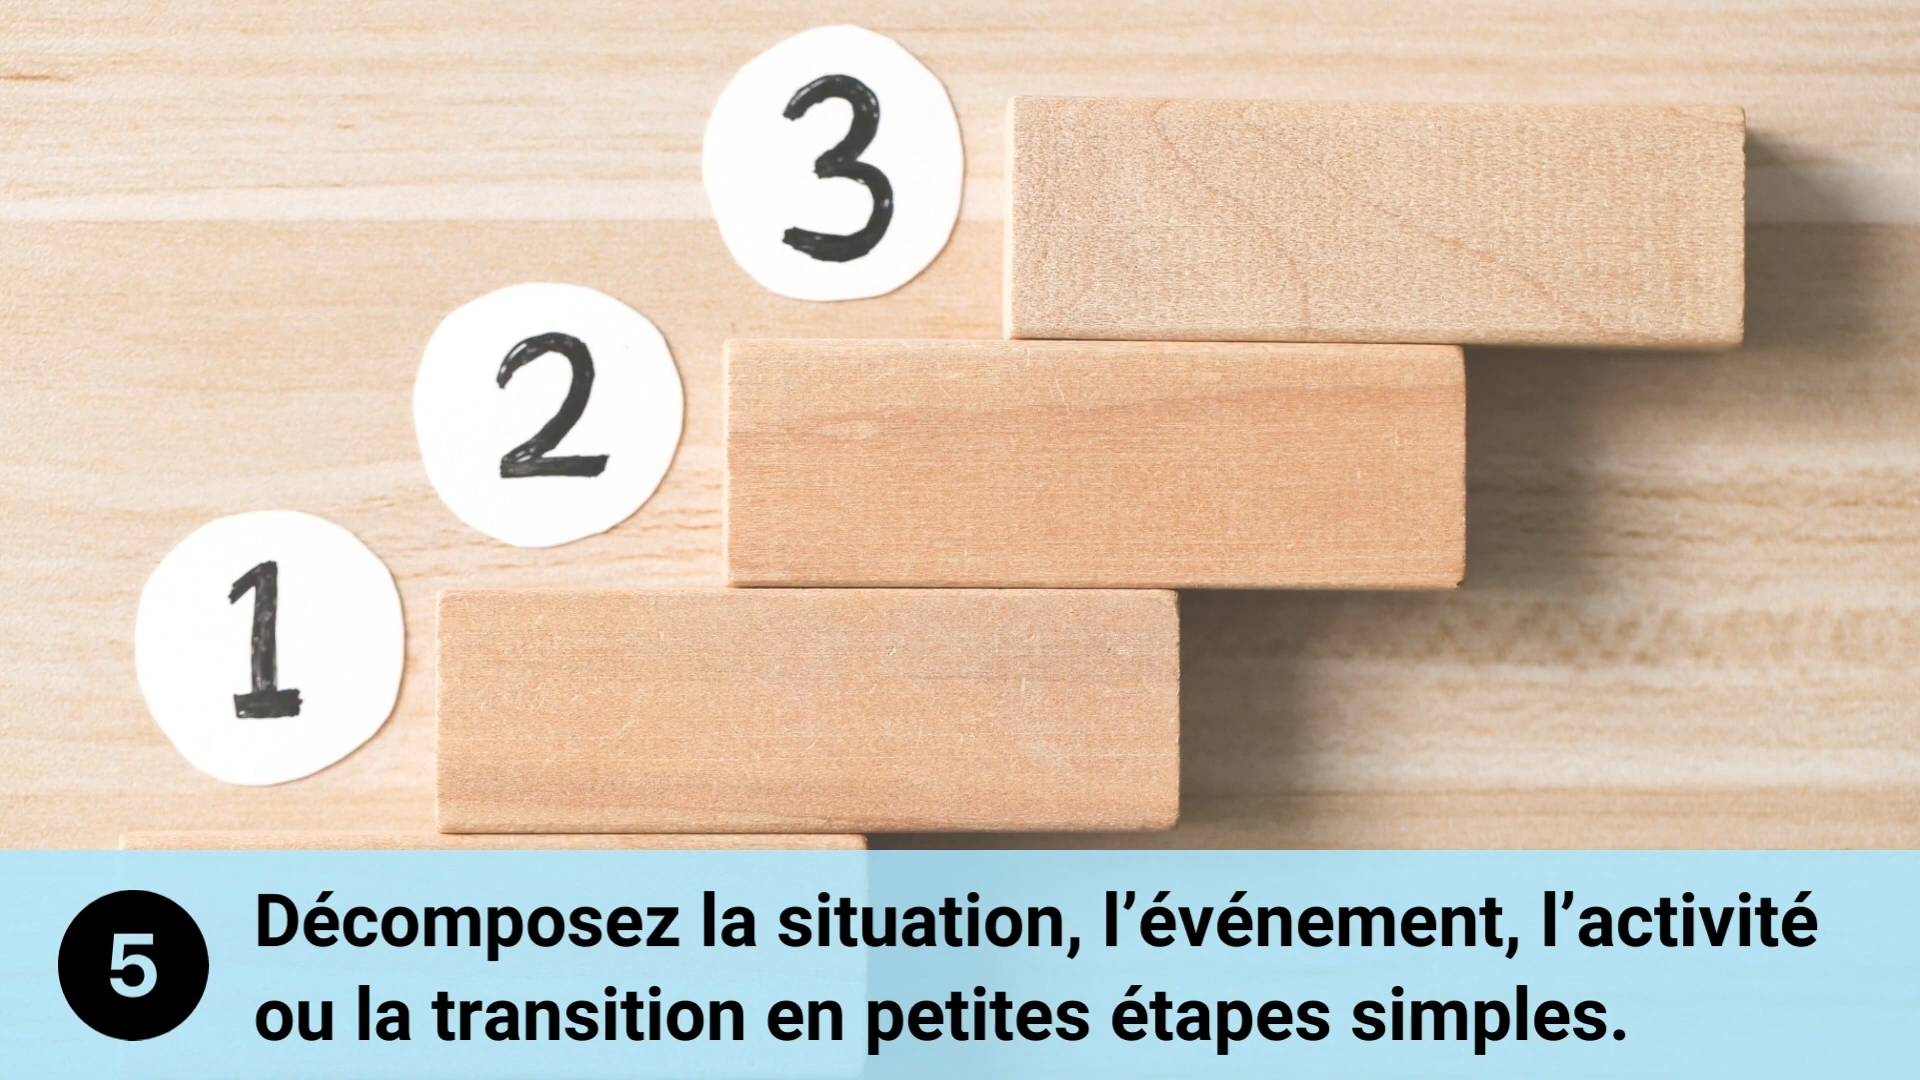 3
2
1
5
Décomposez la situation, l’événement, l’activité
ou la transition en petites étapes simples.